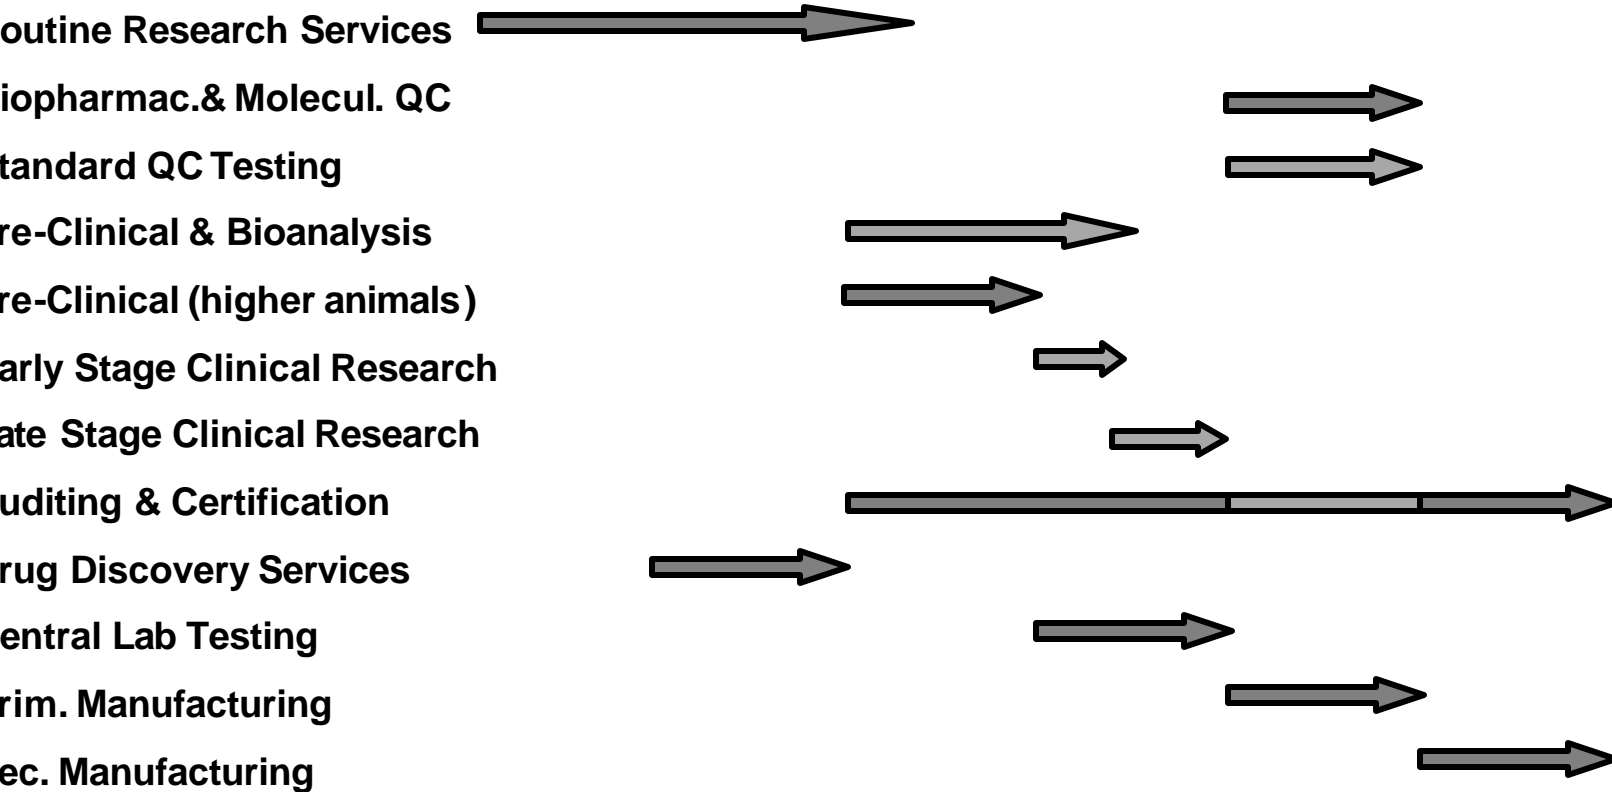 outine Research Services
iopharmac.& Molecul. QC
tandard QC Testing
re-Clinical & Bioanalysis
re-Clinical (higher animals)
arly Stage Clinical Research
ate Stage Clinical Research
uditing & Certification
rug Discovery Services
entral Lab Testing
rim. Manufacturing
ec. Manufacturing